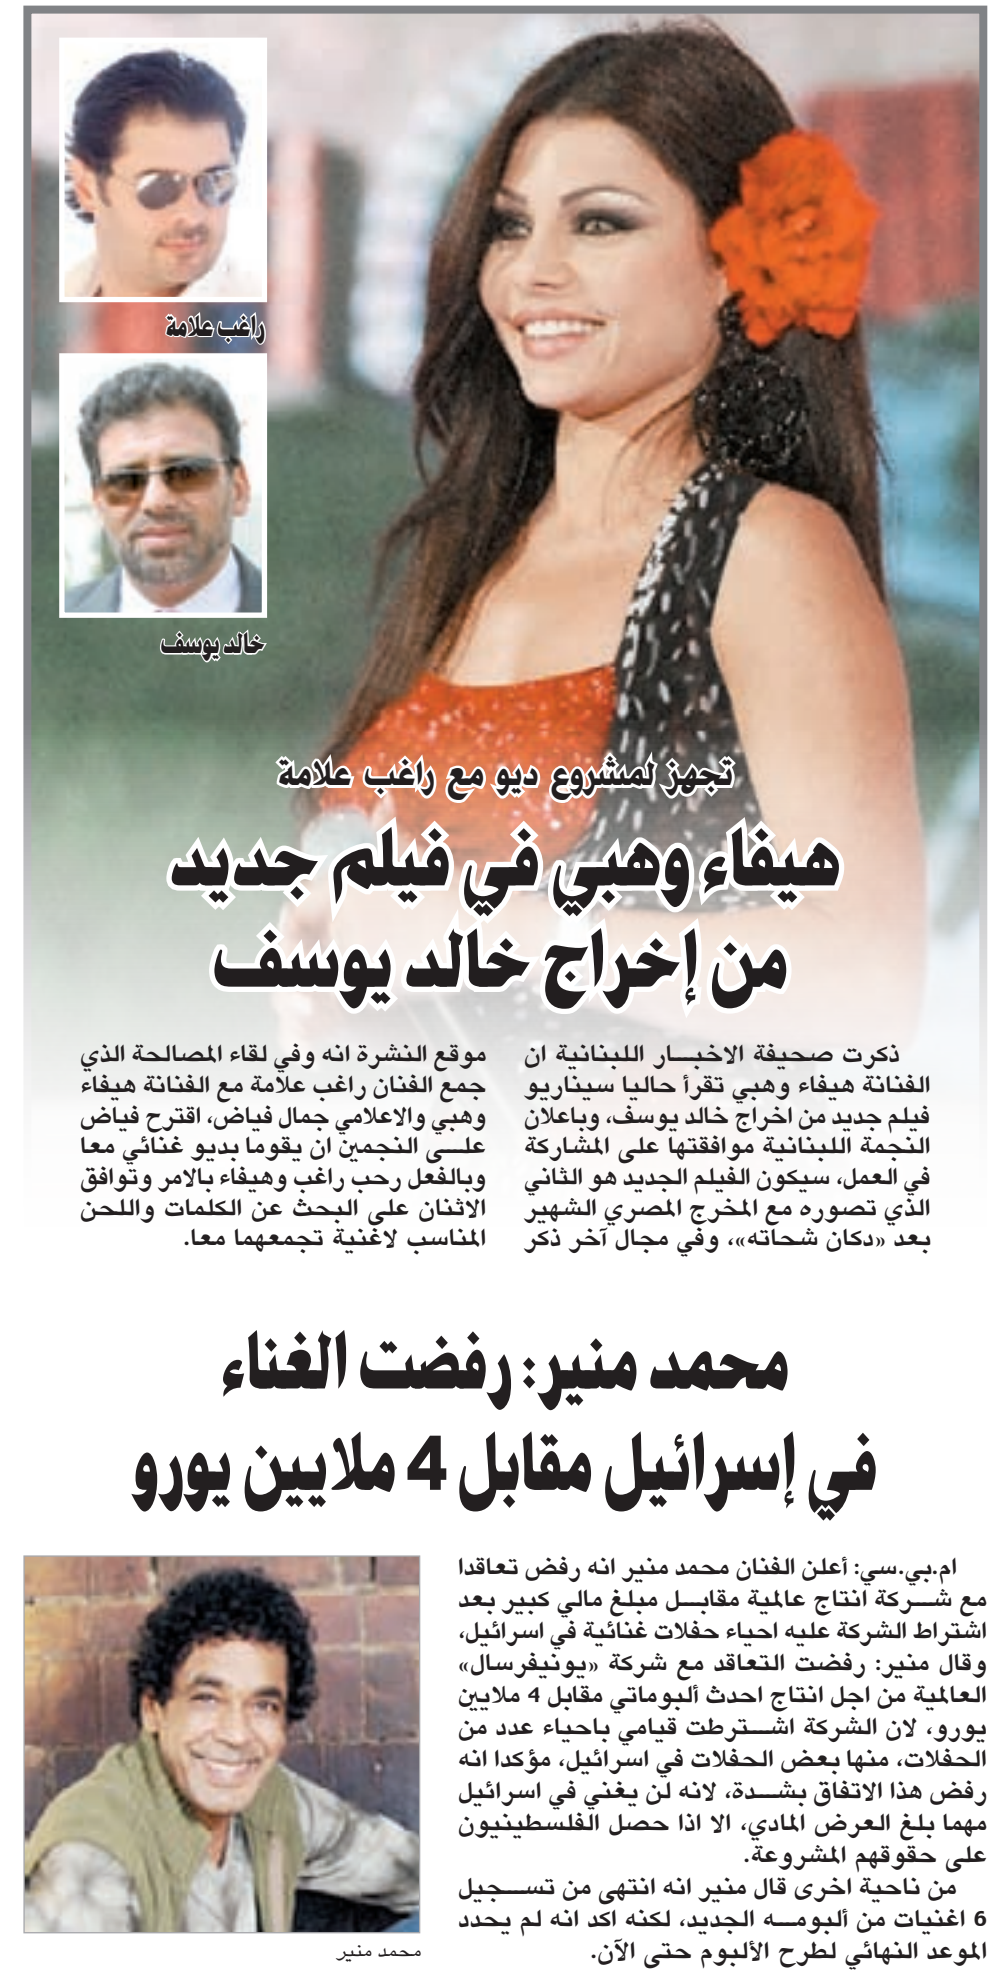 راغب علامة
خالد يوسف
تجهز لمشروع ديو مع راغب علامة
هيفاء وهبي في فيلم جديد
من إخراج خالد يوسف
ذكرت صحيفة الاخبار اللبنانية ان
الفنانة هيفاء وهبي تقرأ حاليا سيناريو
فيلم جديد من اخراج خالد يوسف، وباعلان
النجمة اللبنانية موافقتها على المشاركة
في العمل، سيكون الفيلم الجديد هو الثاني
الذي تصوره مع المخرج المصري الشهير
بعد «دكان شحاته»، وفي مجال آخر ذكر
موقع النشرة انه وفي لقاء المصالحة الذي
جمع الفنان راغب علامة مع الفنانة هيفاء
وهبي والاعلامي جمال فياض، اقترح فياض
على النجمين ان يقوما بديو غنائي معا
وبالفعل رحب راغب وهيفاء بالامر وتوافق
الاثنان على البحث عن الكلمات واللحن
المناسب لاغنية تجمعهما معا.
محمد منير: رفضت الغناء
في إسرائيل مقابل 4 ملايين يورو
ام.بي.سي: أعلن الفنان محمد منير انه رفض تعاقدا
مع شركة انتاج عالمية مقابل مبلغ مالي كبير بعد
اشتراط الشركة عليه احياء حفلات غنائية في اسرائيل،
وقال منير: رفضت التعاقد مع شركة «يونيفرسال»
العالمية من اجل انتاج احدث ألبوماتي مقابل 4 ملايين
يورو، لان الشركة اشترطت قيامي باحياء عدد من
الحفلات، منها بعض الحفلات في اسرائيل، مؤكدا انه
رفض هذا الاتفاق بشدة، لانه لن يغني في اسرائيل
مهما بلغ العرض المادي، الا اذا حصل الفلسطينيون
على حقوقهم المشروعة.
من ناحية اخرى قال منير انه انتهى من تسجيل
6 اغنيات من ألبومه الجديد، لكنه اكد انه لم يحدد
الموعد النهائي لطرح الألبوم حتى الآن.
محمد منير